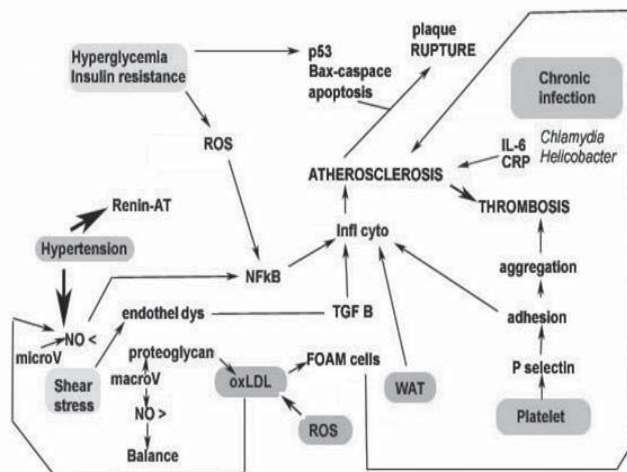 plaque
RUPTURE
Hyperglycemia
Insulin resistance
p53
Bax-caspace
apoptosis
Chronic
infection
ROS
IL-6
CRP
Chlamydia
Helicobacter
ATHEROSCLEROSIS
Renin-AT
THROMBOSIS
Hypertension
Infl cyto
NFkB
aggregation
endothel dys
TGF B
adhesion
NO <
microV
proteoglycan
FOAM cells
P selectin
Shear
stress
macroV
oxLDL
WAT
Platelet
NO >
ROS
Balance